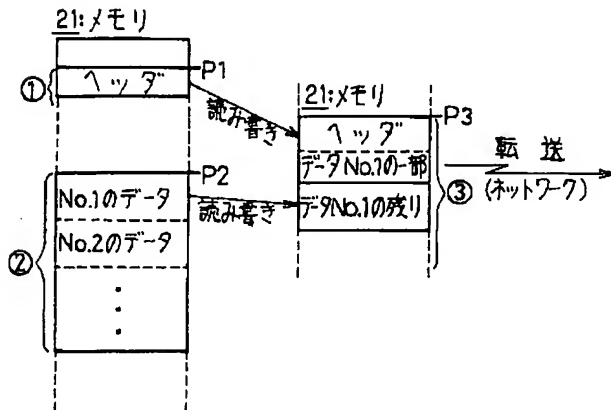 21:メモリ
P1
① ヘッダ
読み書き
21:メモリ
P3
ヘッダ
データNo.1の一部
データNo.1の残り
③
転送
(ネットワーク)
P2
No.1のデータ
読み書き
② No.2のデータ